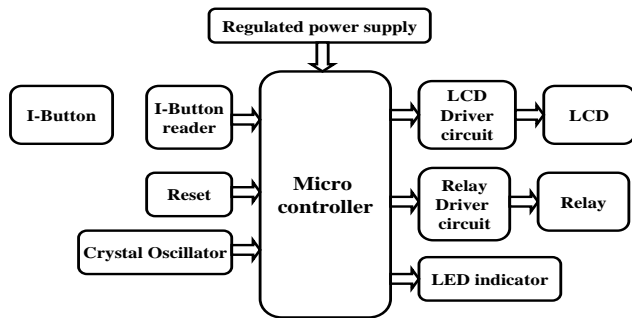 Regulated power supply
I-Button
I-Button
reader
LCD
Driver
circuit
LCD
Reset
Micro
controller
Relay
Driver
circuit
Relay
Crystal Oscillator
LED indicator